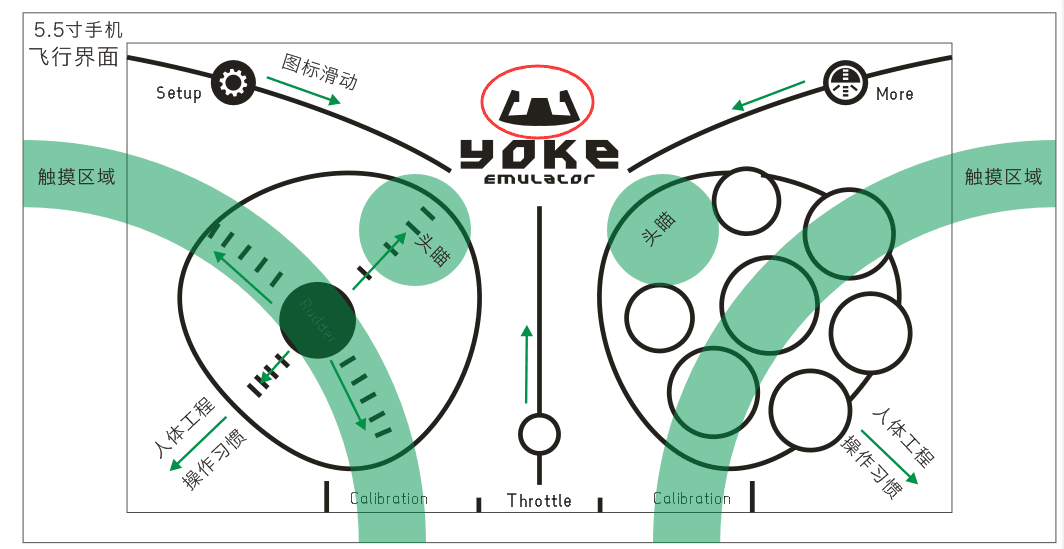 5.5寸手机
飞行界面
图标滑动
Setup
More
YOKE
EMULATOR
触摸区域
触摸区域
头瞄
头瞄
Rudder
人体工程
操作习惯
人体工程
操作习惯
Calibration
Throttle
Calibration